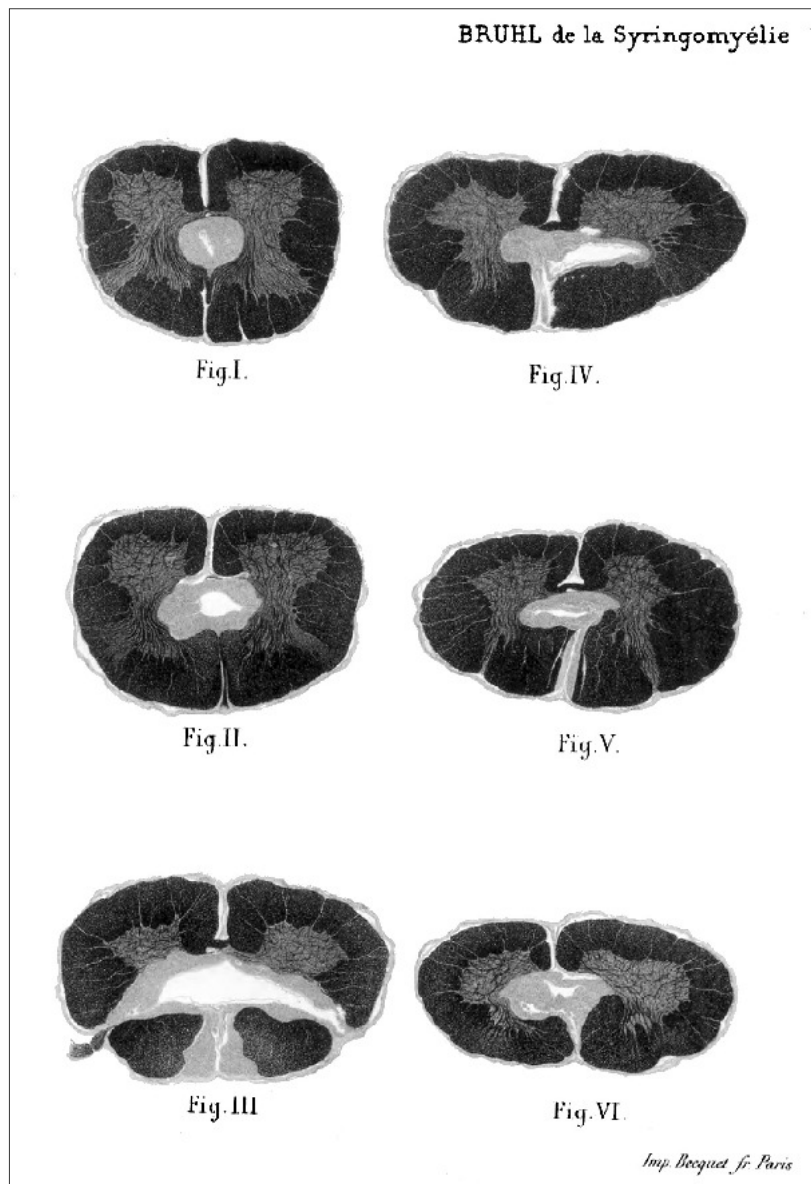 BRUHL de la Syringomyélie
Fig.I.
Fig.IV.
Fig.II.
Fig.V.
Fig.III
Fig.VI.
Imp. Becquet fr. Paris